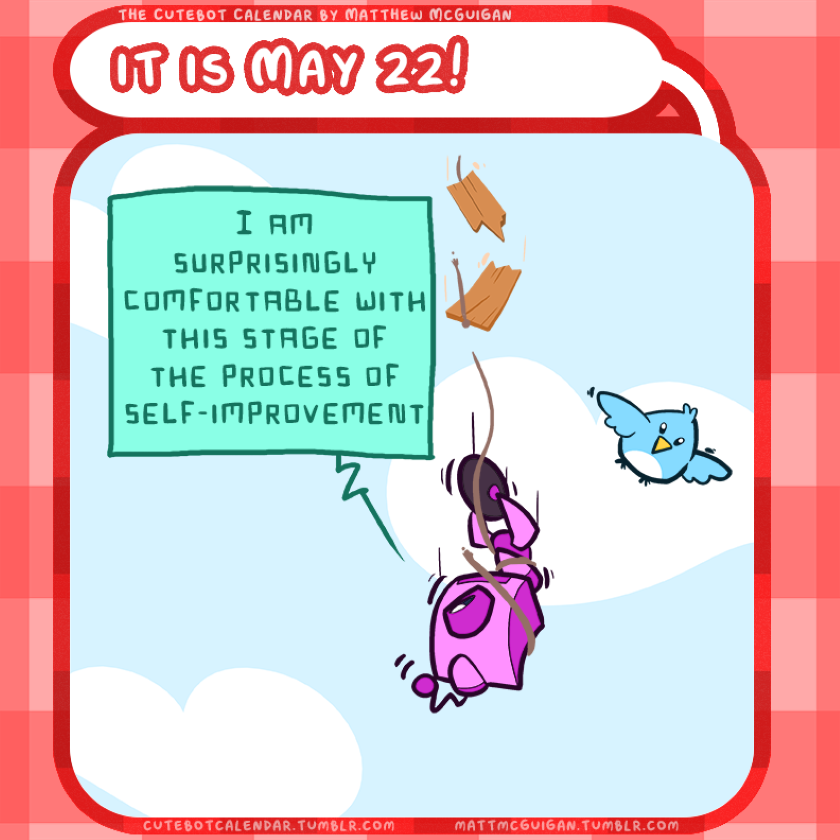 The Cutebot Calendar by Matthew McGuigan
IT IS MAY 22!
I AM
SURPRISINGLY
COMFORTABLE WITH
THIS STAGE OF
THE PROCESS OF
SELF-IMPROVEMENT
cutebotcalendar.tumblr.com
mattmcguigan.tumblr.com